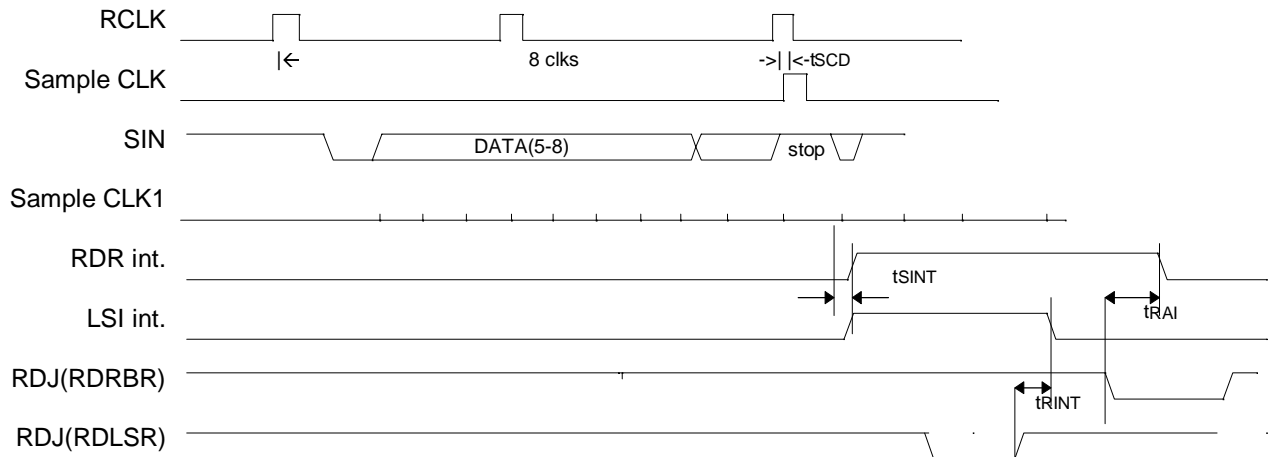 RCLK
|← 8 clks ->| |<-tSCD
Sample CLK
SIN
DATA(5-8) stop
Sample CLK1
RDR int.
tSINT
tRAI
LSI int.
RDJ(RDRBR)
tRINT
RDJ(RDLSR)